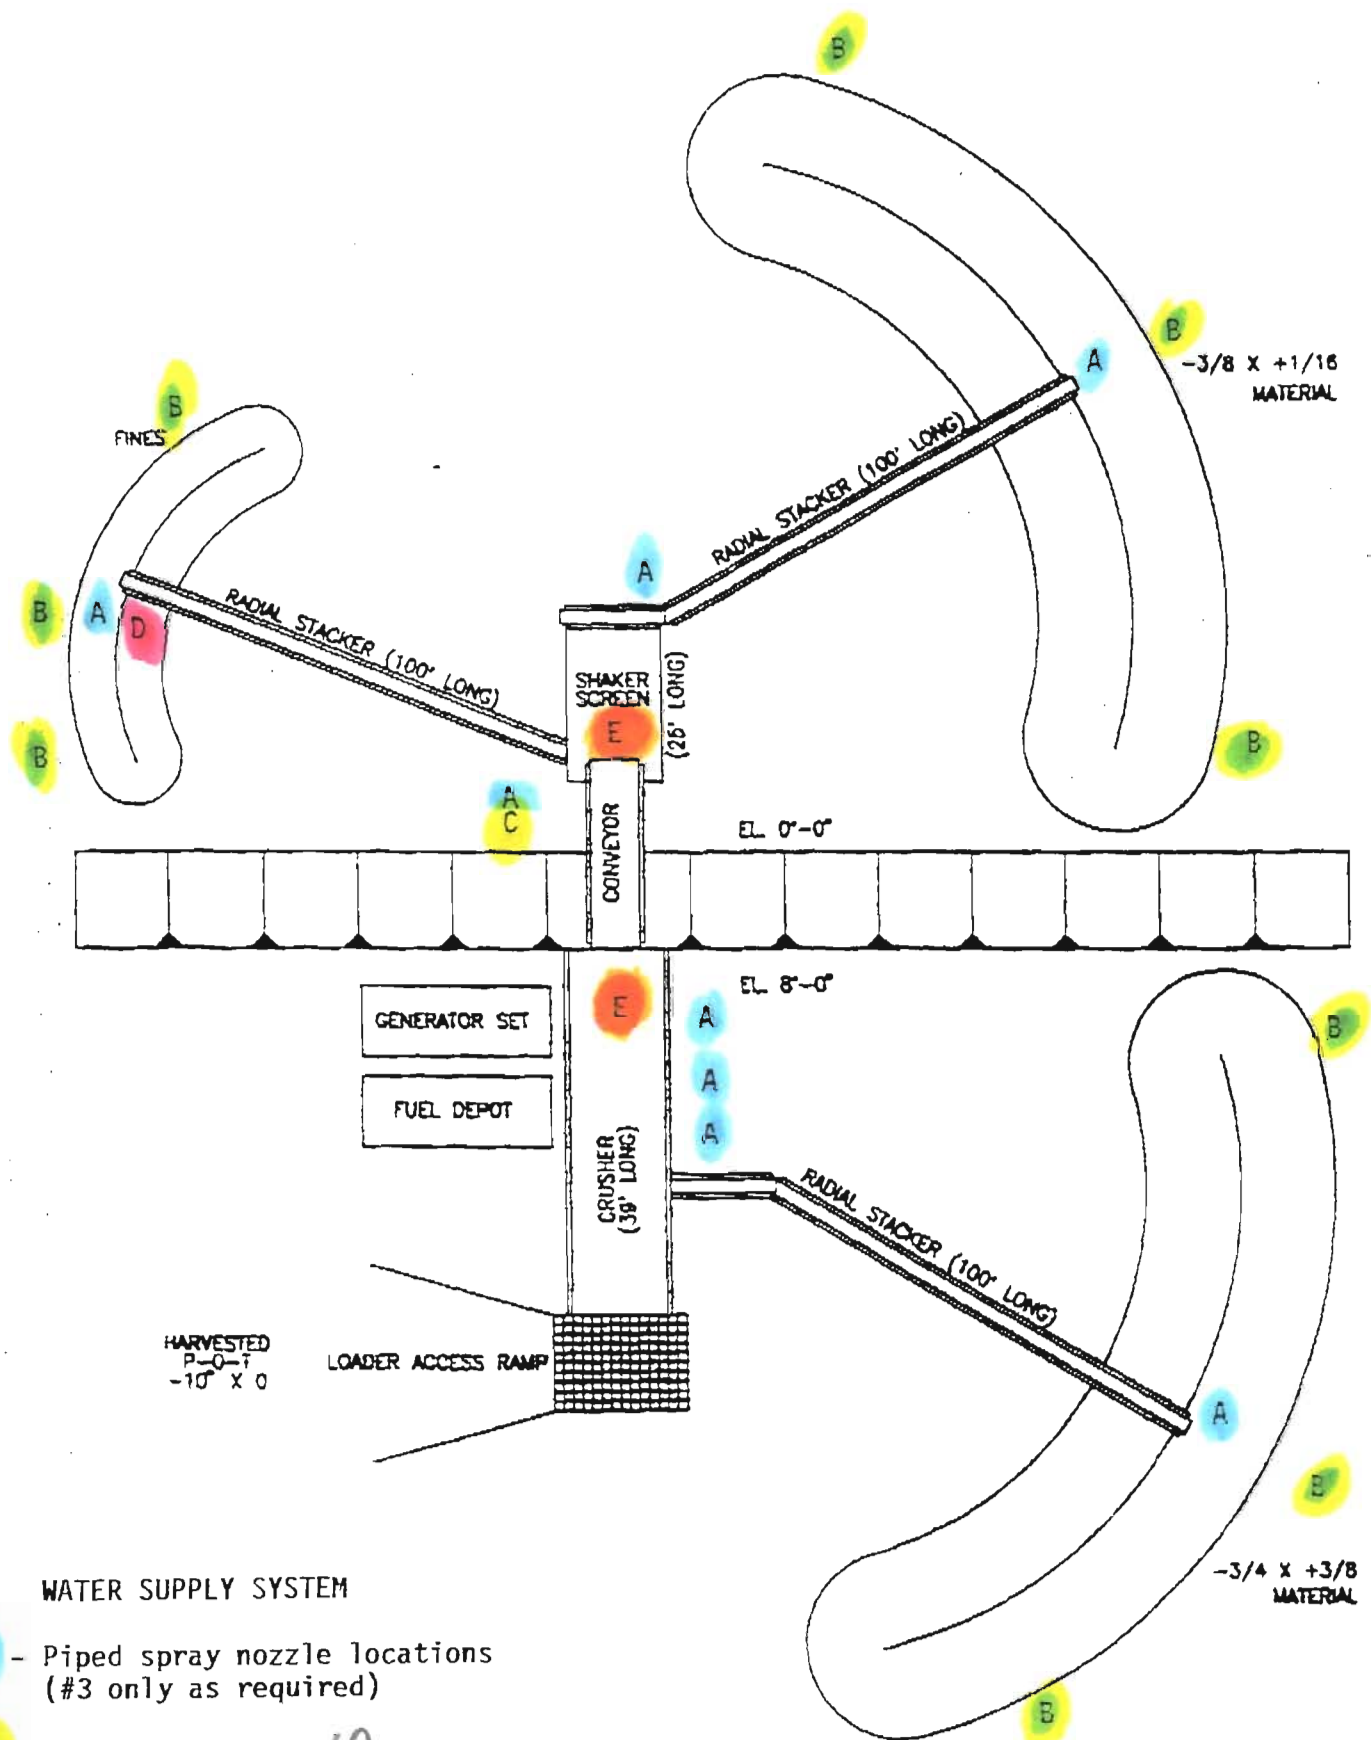 B
B
A
-3/8 X +1/16
MATERIAL
B
FINES
RADIAL STACKER (100' LONG)
A
B
A
D
RADIAL STACKER (100' LONG)
SHAKER
SCREEN
(25' LONG)
E
B
B
A
C
CONVEYOR
EL. 0'-0"
EL. 8'-0"
E
A
B
GENERATOR SET
A
FUEL DEPOT
A
CRUSHER
(39' LONG)
RADIAL STACKER (100' LONG)
HARVESTED
P-O-T
-10" X 0
LOADER ACCESS RAMP
A
B
-3/4 X +3/8
MATERIAL
WATER SUPPLY SYSTEM
- Piped spray nozzle locations
(#3 only as required)
B